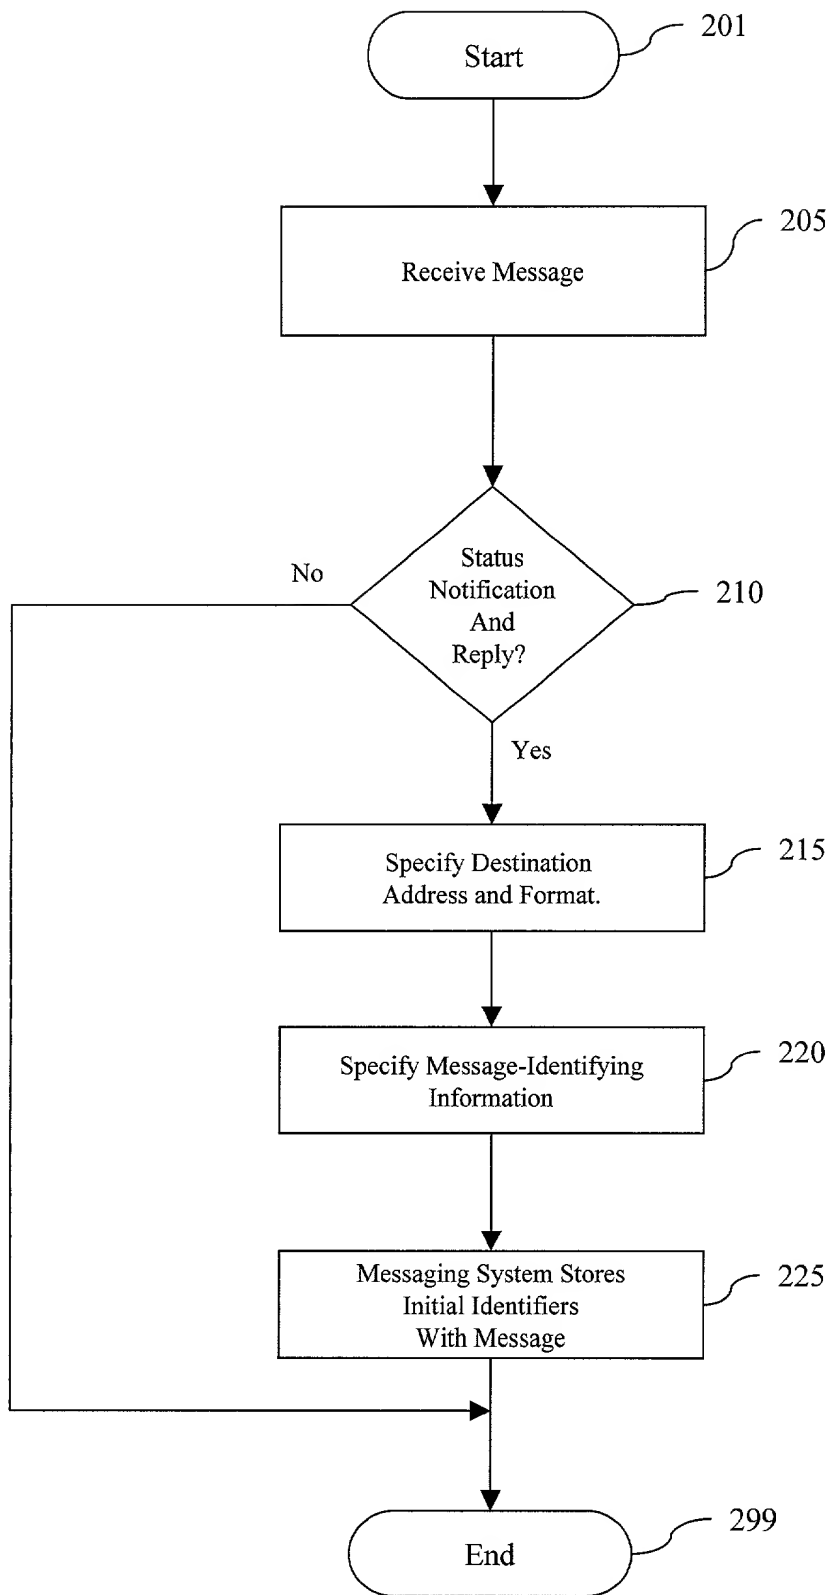 201
Start
205
Receive Message
Status
Notification
And
Reply?
No
210
Yes
215
Specify Destination
Address and Format.
220
Specify Message-Identifying
Information
225
Messaging System Stores
Initial Identifiers
With Message
299
End